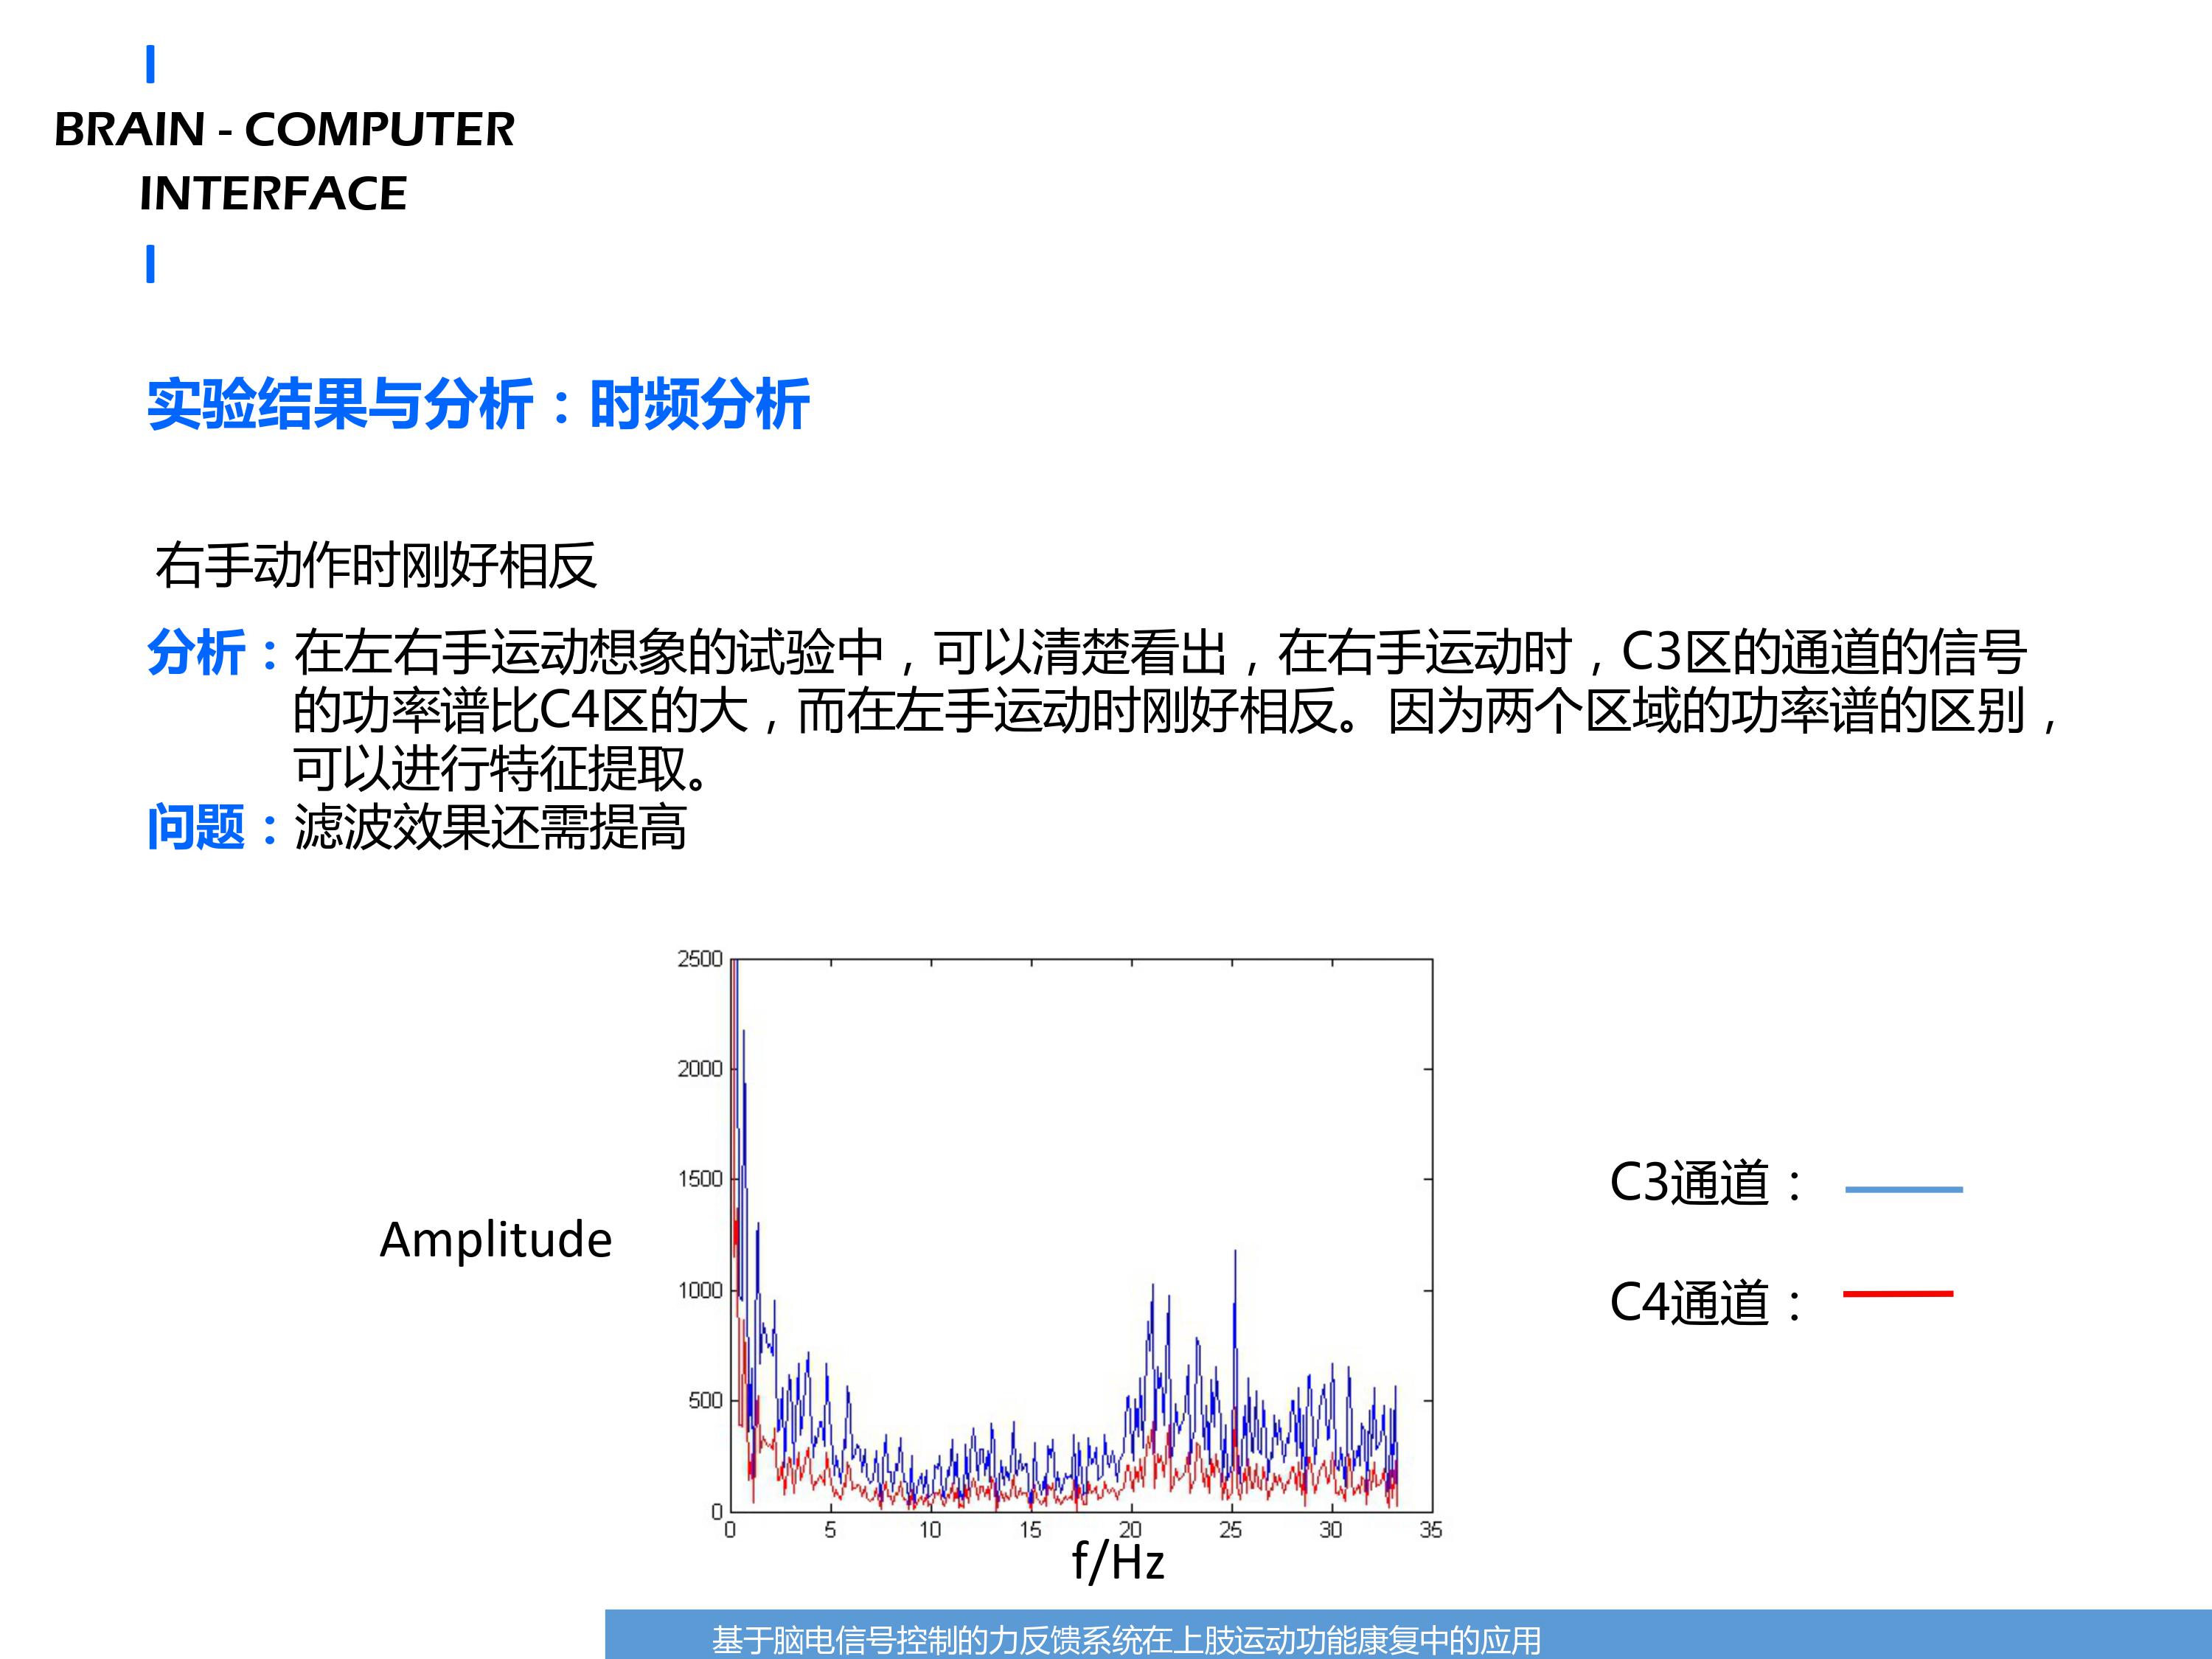 BRAIN - COMPUTER
INTERFACE
实验结果与分析：时频分析
右手动作时刚好相反
分析：在左右手运动想象的试验中，可以清楚看出，在右手运动时，C3区的通道的信号
的功率谱比C4区的大，而在左手运动时刚好相反。因为两个区域的功率谱的区别，
可以进行特征提取。
问题：滤波效果还需提高
2500
2000
1500
1000
500
0
0 5 10 15 20 25 30 35
Amplitude
f/Hz
C3通道：
C4通道：
基于脑电信号控制的力反馈系统在上肢运动功能康复中的应用